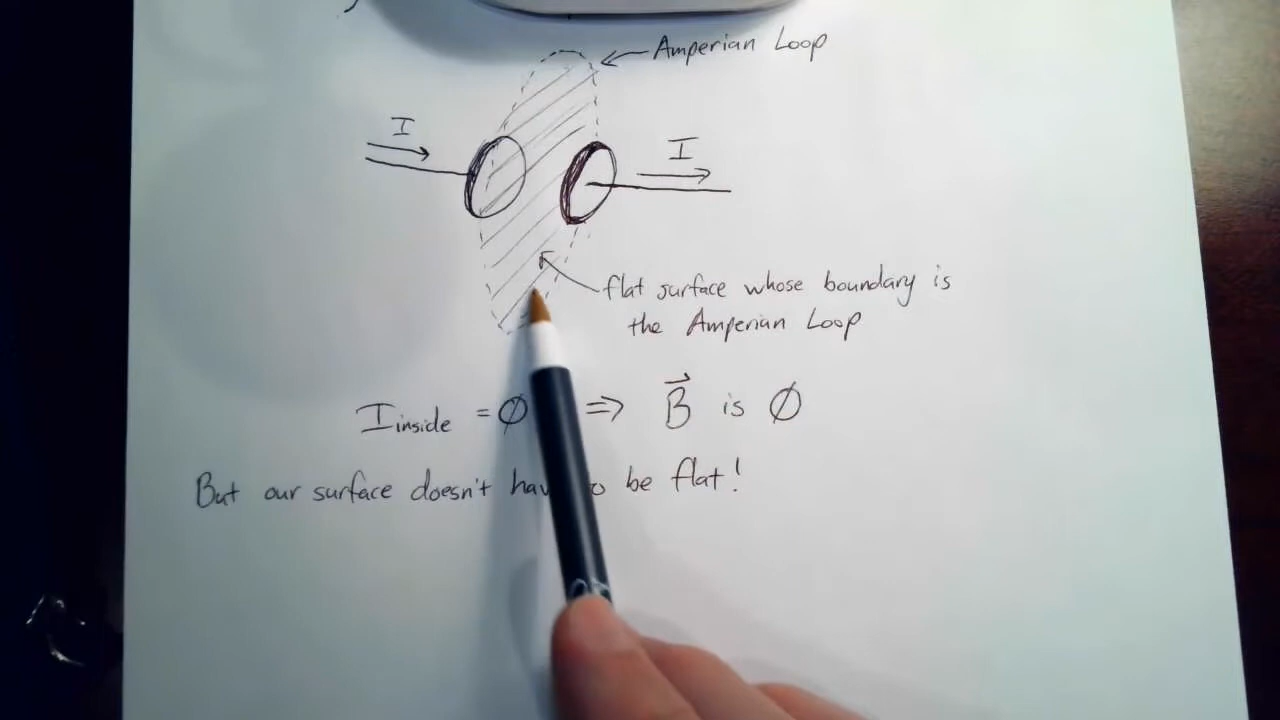 Amperian Loop
I
I
flat surface whose boundary is
the Amperian Loop
I inside = ∅ ⇒ B⃗ is ∅
But our surface doesn't be flat!